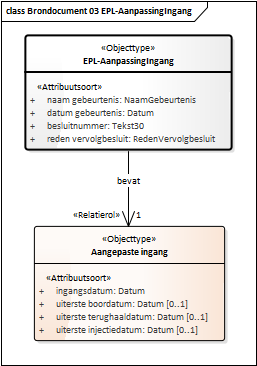 class Brondocument 03 EPL-AanpassingIngang
«Objecttype»
EPL-AanpassingIngang
«Attribuutsoort»
+ naam gebeurtenis: NaamGebeurtenis
+ datum gebeurtenis: Datum
+ besluitnummer: Tekst30
+ reden vervolgbesluit: RedenVervolgbesluit
bevat
«Relatierol» 1
«Objecttype»
Aangepaste ingang
«Attribuutsoort»
+ ingangsdatum: Datum
+ uiterste boordatum: Datum [0..1]
+ uiterste terughaaldatum: Datum [0..1]
+ uiterste injectiedatum: Datum [0..1]